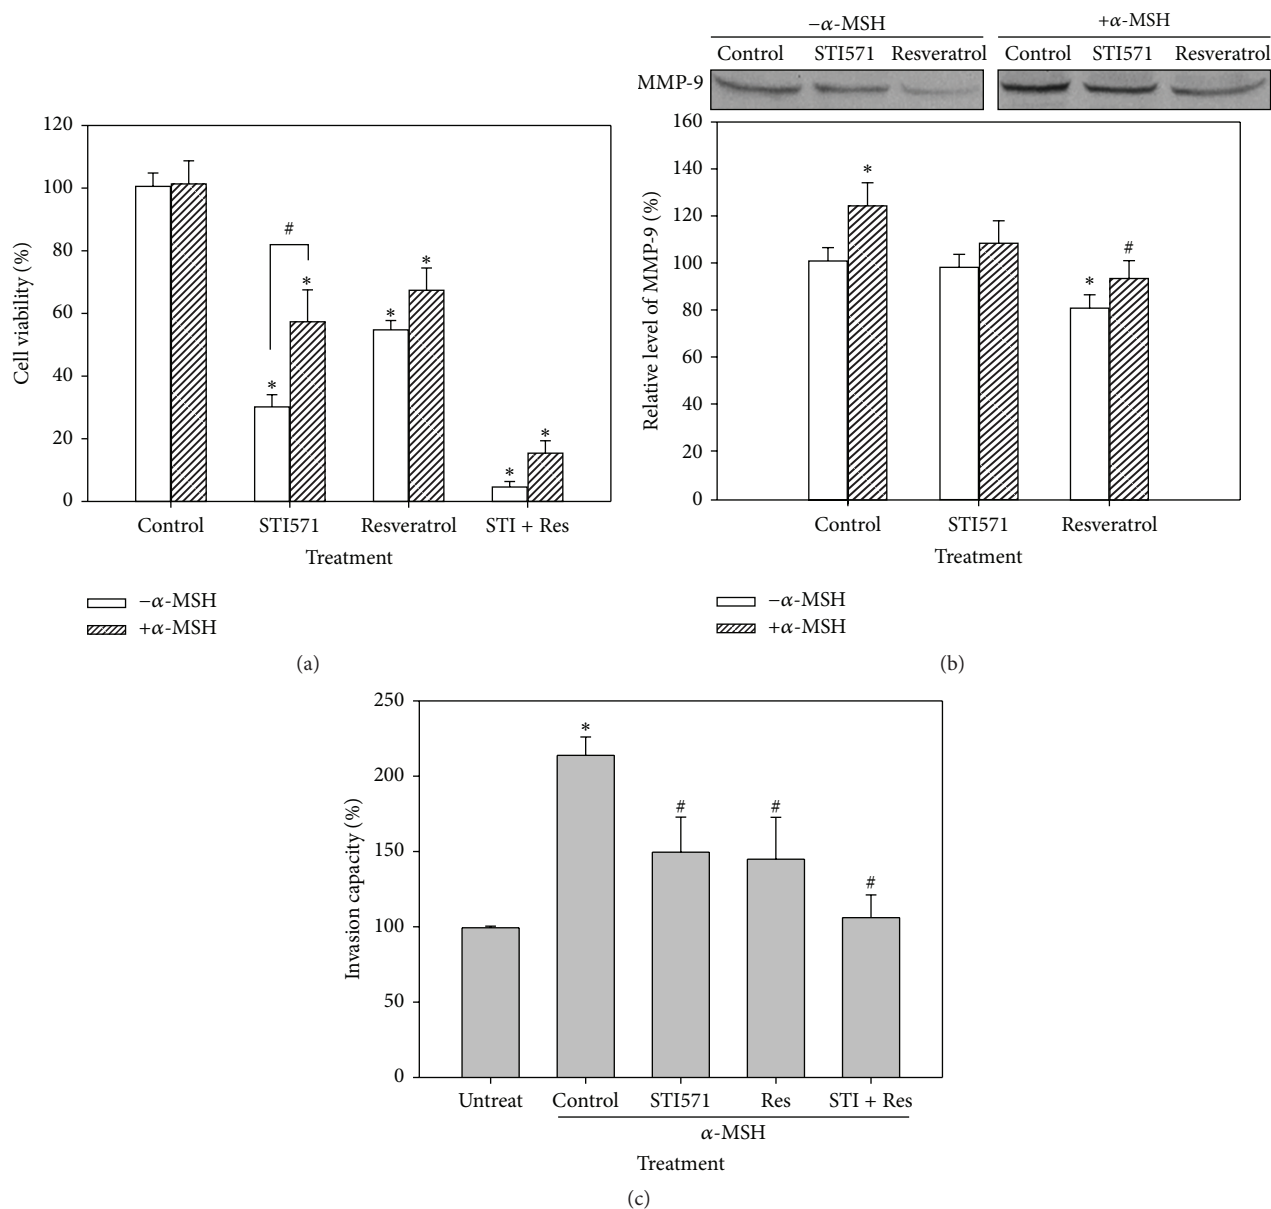 −α-MSH
+α-MSH
Control STI571 Resveratrol
Control STI571 Resveratrol
MMP-9
120
100
80
60
40
20
0
Cell viability (%)
* * # * * * * *
Control STI571 Resveratrol STI + Res
Treatment
−α-MSH
+α-MSH
(a)
160
140
120
100
80
60
40
20
0
Relative level of MMP-9 (%)
* * #
Control STI571 Resveratrol
Treatment
−α-MSH
+α-MSH
(b)
250
200
150
100
50
0
Invasion capacity (%)
* # # #
Untreat Control STI571 Res STI + Res
α-MSH
Treatment
(c)